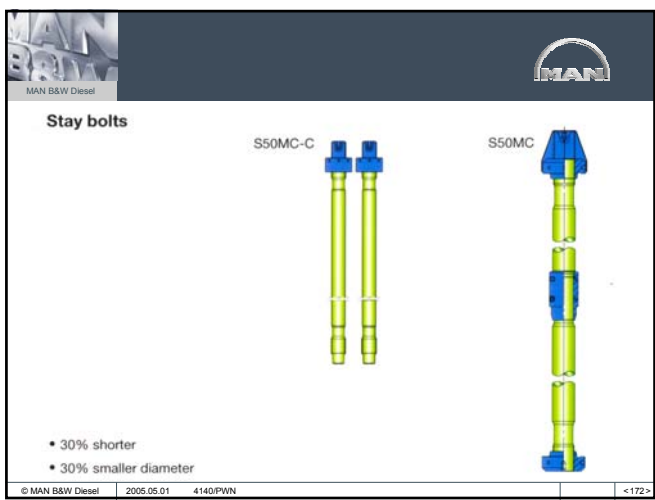 MAN
B&W
MAN B&W Diesel
MAN
Stay bolts
S50MC-C
S50MC
• 30% shorter
• 30% smaller diameter
© MAN B&W Diesel 2005.05.01 4140/PWN <172>